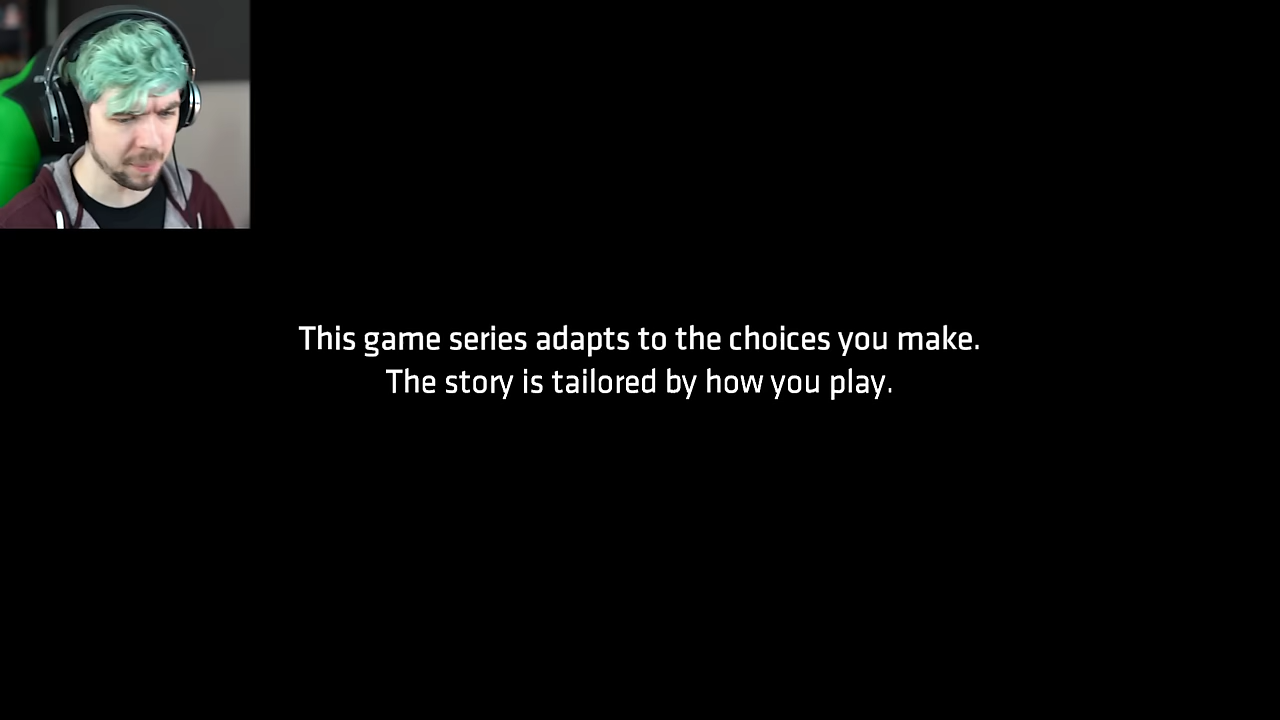 This game series adapts to the choices you make.
The story is tailored by how you play.